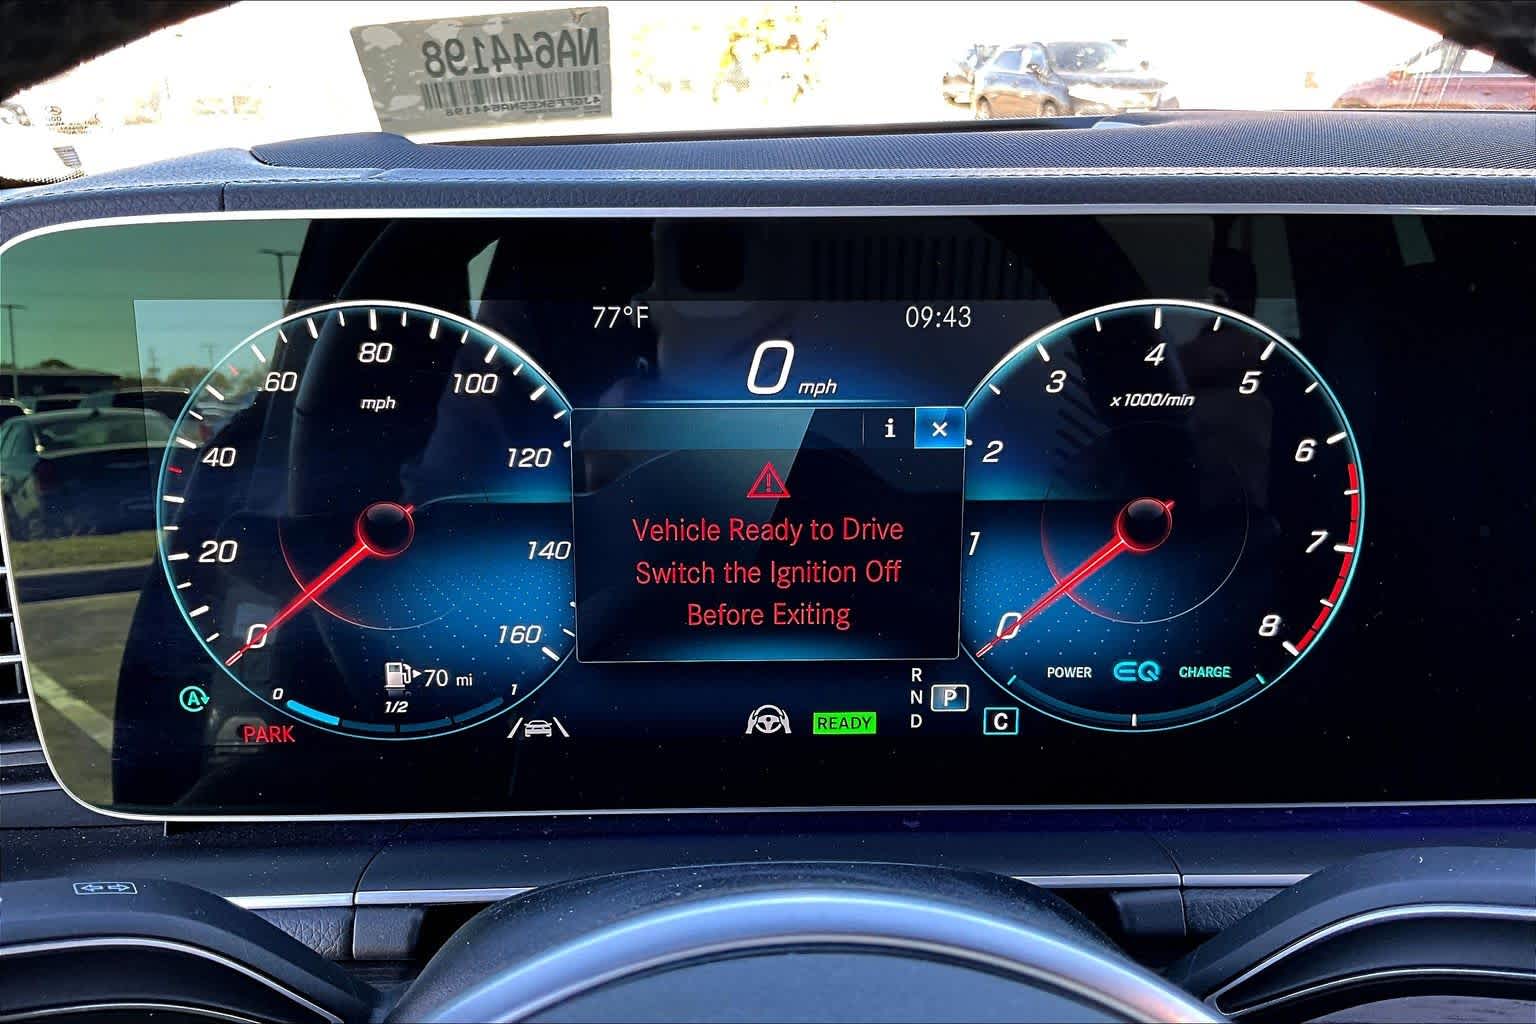 NA644198
4JGFF5KE5NA644198
77°F
09:43
0 mph
i ×
Vehicle Ready to Drive
Switch the Ignition Off
Before Exiting
0
20
40
60
80
100
120
140
160
mph
70 mi
0 1/2 1
A
PARK
READY
R
N P
D
C
0
1
2
3
4
5
6
7
8
x1000/min
POWER EQ CHARGE